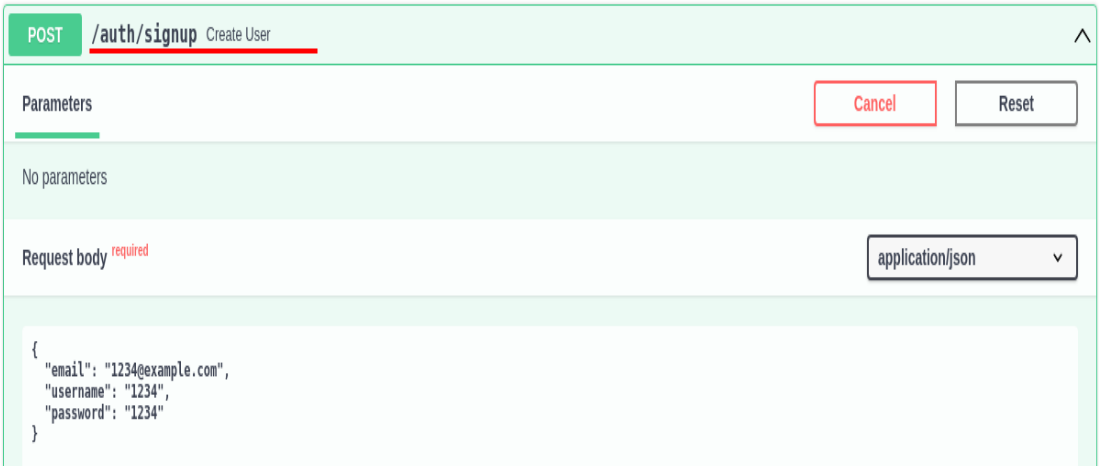 POST /auth/signup Create User
Parameters
Cancel
Reset
No parameters
Request body required
application/json
{
"email": "1234@example.com",
"username": "1234",
"password": "1234"
}